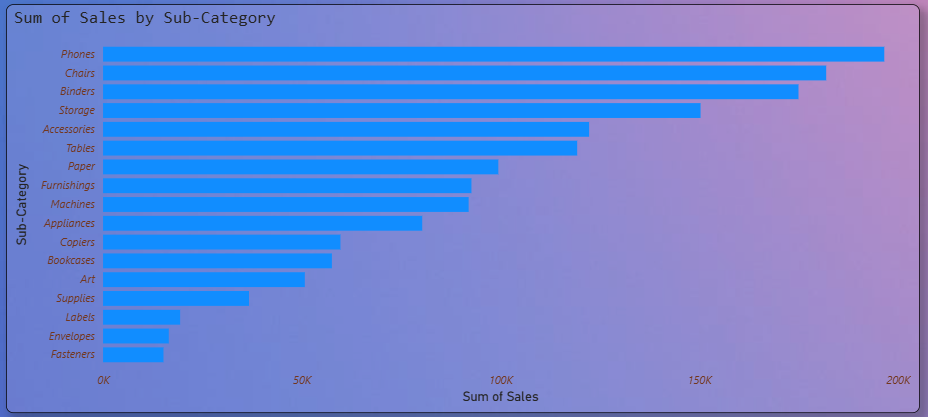 Sum of Sales by Sub-Category
Sub-Category
Phones
Chairs
Binders
Storage
Accessories
Tables
Paper
Furnishings
Machines
Appliances
Copiers
Bookcases
Art
Supplies
Labels
Envelopes
Fasteners
0K 50K 100K 150K 200K
Sum of Sales